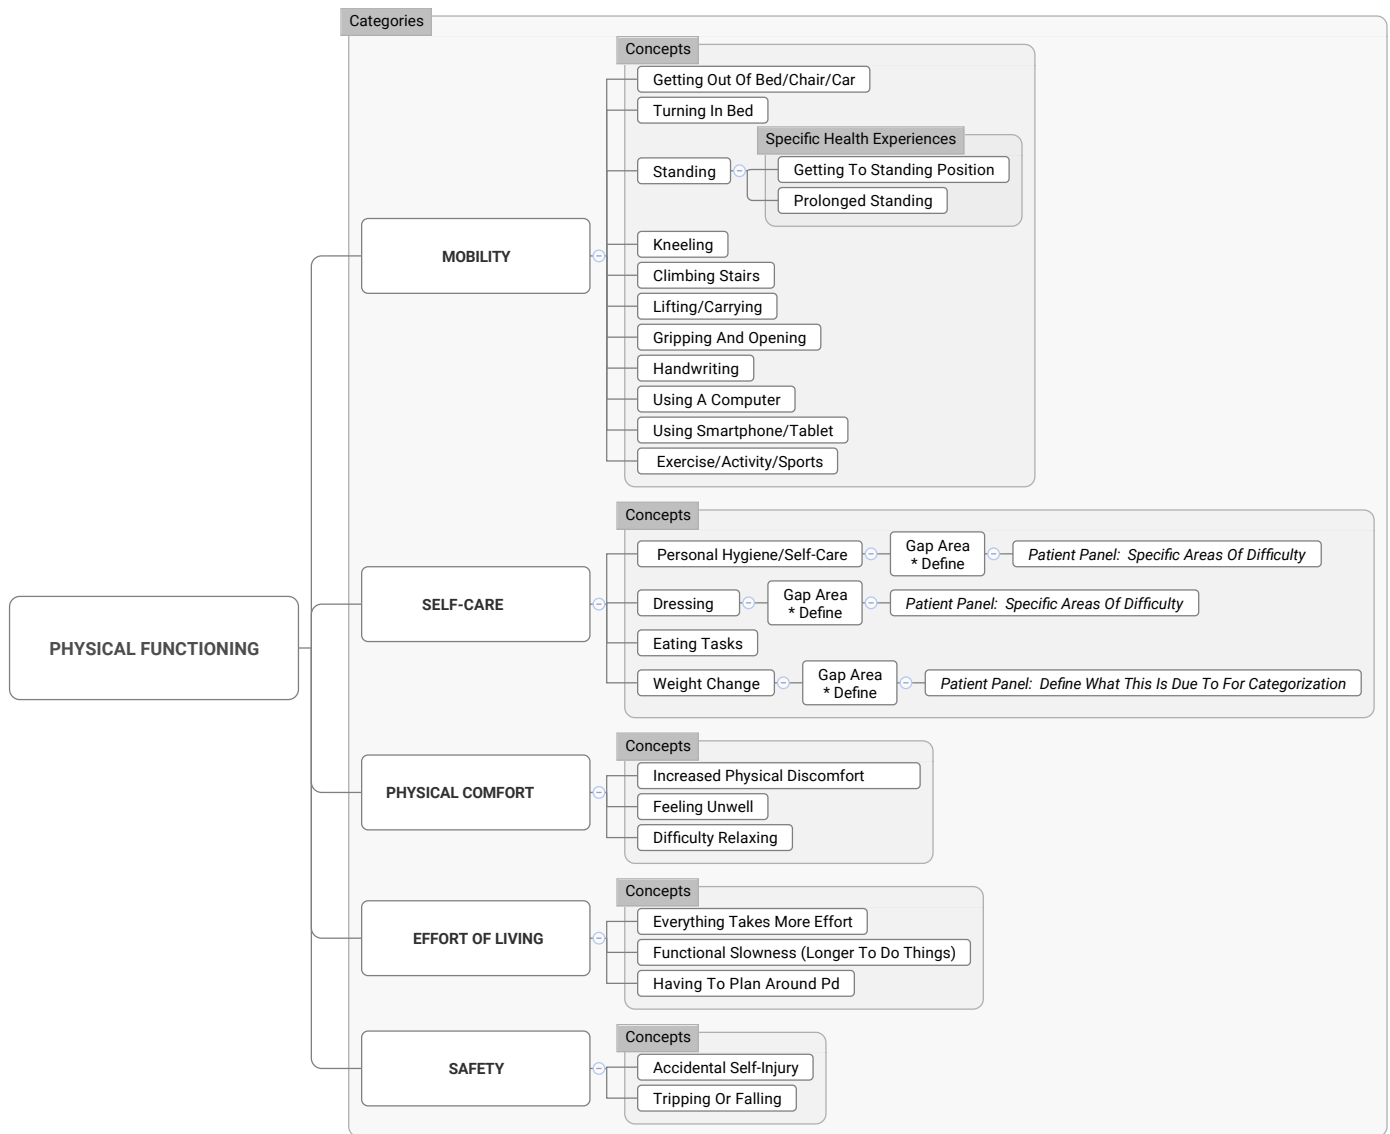 Categories
Concepts
Getting Out Of Bed/Chair/Car
Turning In Bed
Specific Health Experiences
Standing
Getting To Standing Position
Prolonged Standing
MOBILITY
Kneeling
Climbing Stairs
Lifting/Carrying
Gripping And Opening
Handwriting
Using A Computer
Using Smartphone/Tablet
Exercise/Activity/Sports
Concepts
Personal Hygiene/Self-Care
Gap Area
* Define
Patient Panel: Specific Areas Of Difficulty
SELF-CARE
Dressing
Gap Area
* Define
Patient Panel: Specific Areas Of Difficulty
Eating Tasks
Weight Change
Gap Area
* Define
Patient Panel: Define What This Is Due To For Categorization
PHYSICAL FUNCTIONING
Concepts
PHYSICAL COMFORT
Increased Physical Discomfort
Feeling Unwell
Difficulty Relaxing
Concepts
EFFORT OF LIVING
Everything Takes More Effort
Functional Slowness (Longer To Do Things)
Having To Plan Around Pd
Concepts
SAFETY
Accidental Self-Injury
Tripping Or Falling